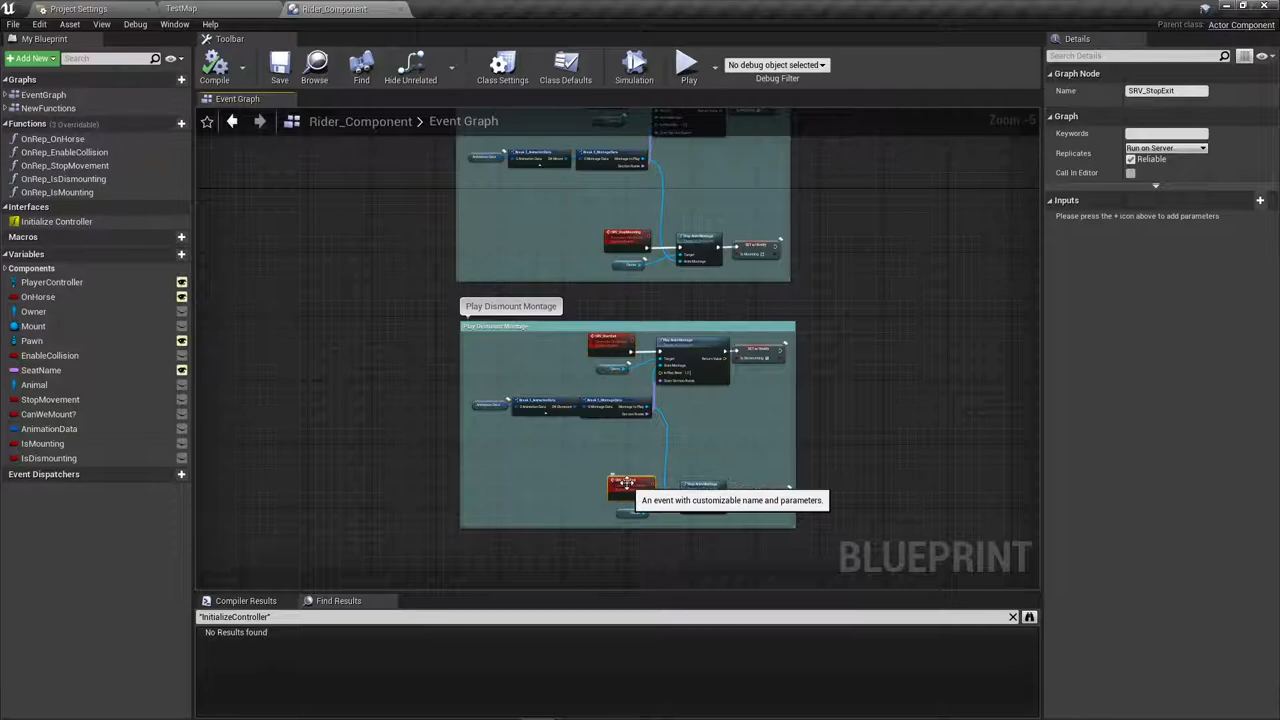 Project Settings
TestMap
Rider_Component
File Edit Asset View Debug Window Help
Parent class: Actor Component
My Blueprint
Toolbar
Details
Add New
Search
Compile
Save
Browse
Find
Hide Unrelated
Class Settings
Class Defaults
Simulation
Play
No debug object selected
Debug Filter
Search Details
Graph Node
Name SRV_StopExit
Graph
Keywords
Replicates Run on Server
Reliable
Call In Editor
Inputs
Please press the + icon above to add parameters
Graphs
EventGraph
NewFunctions
Functions (3 Overridable)
OnRep_OnHorse
OnRep_EnableCollision
OnRep_StopMovement
OnRep_IsDismounting
OnRep_IsMounting
Interfaces
Initialize Controller
Macros
Variables
Components
PlayerController
OnHorse
Owner
Mount
Pawn
EnableCollision
SeatName
Animal
StopMovement
CanWeMount?
AnimationData
IsMounting
IsDismounting
Event Dispatchers
Event Graph
Rider_Component > Event Graph
Zoom -5
SRV_StopMounting
Play Dismount Montage
Play Dismount Montage
An event with customizable name and parameters.
BLUEPRINT
Compiler Results
Find Results
"InitializeController"
No Results found